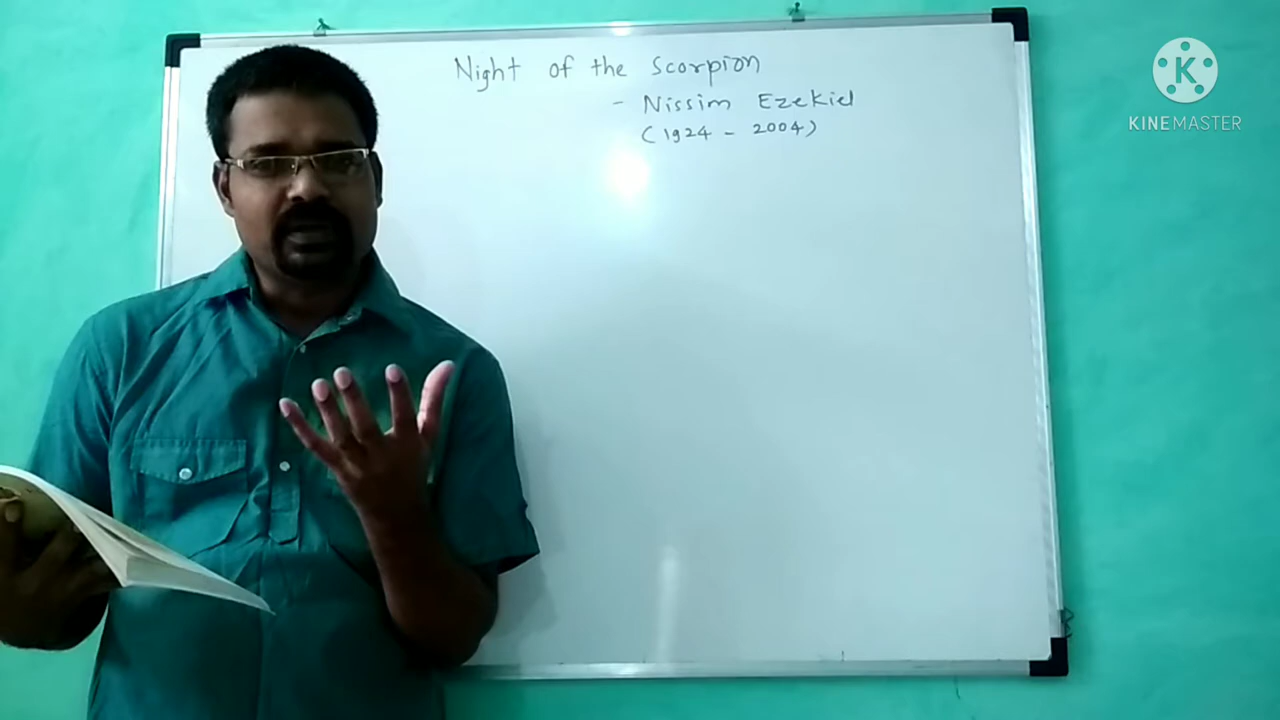 Night of the Scorpion
- Nissim Ezekiel
(1924 - 2004)
K
KINEMASTER